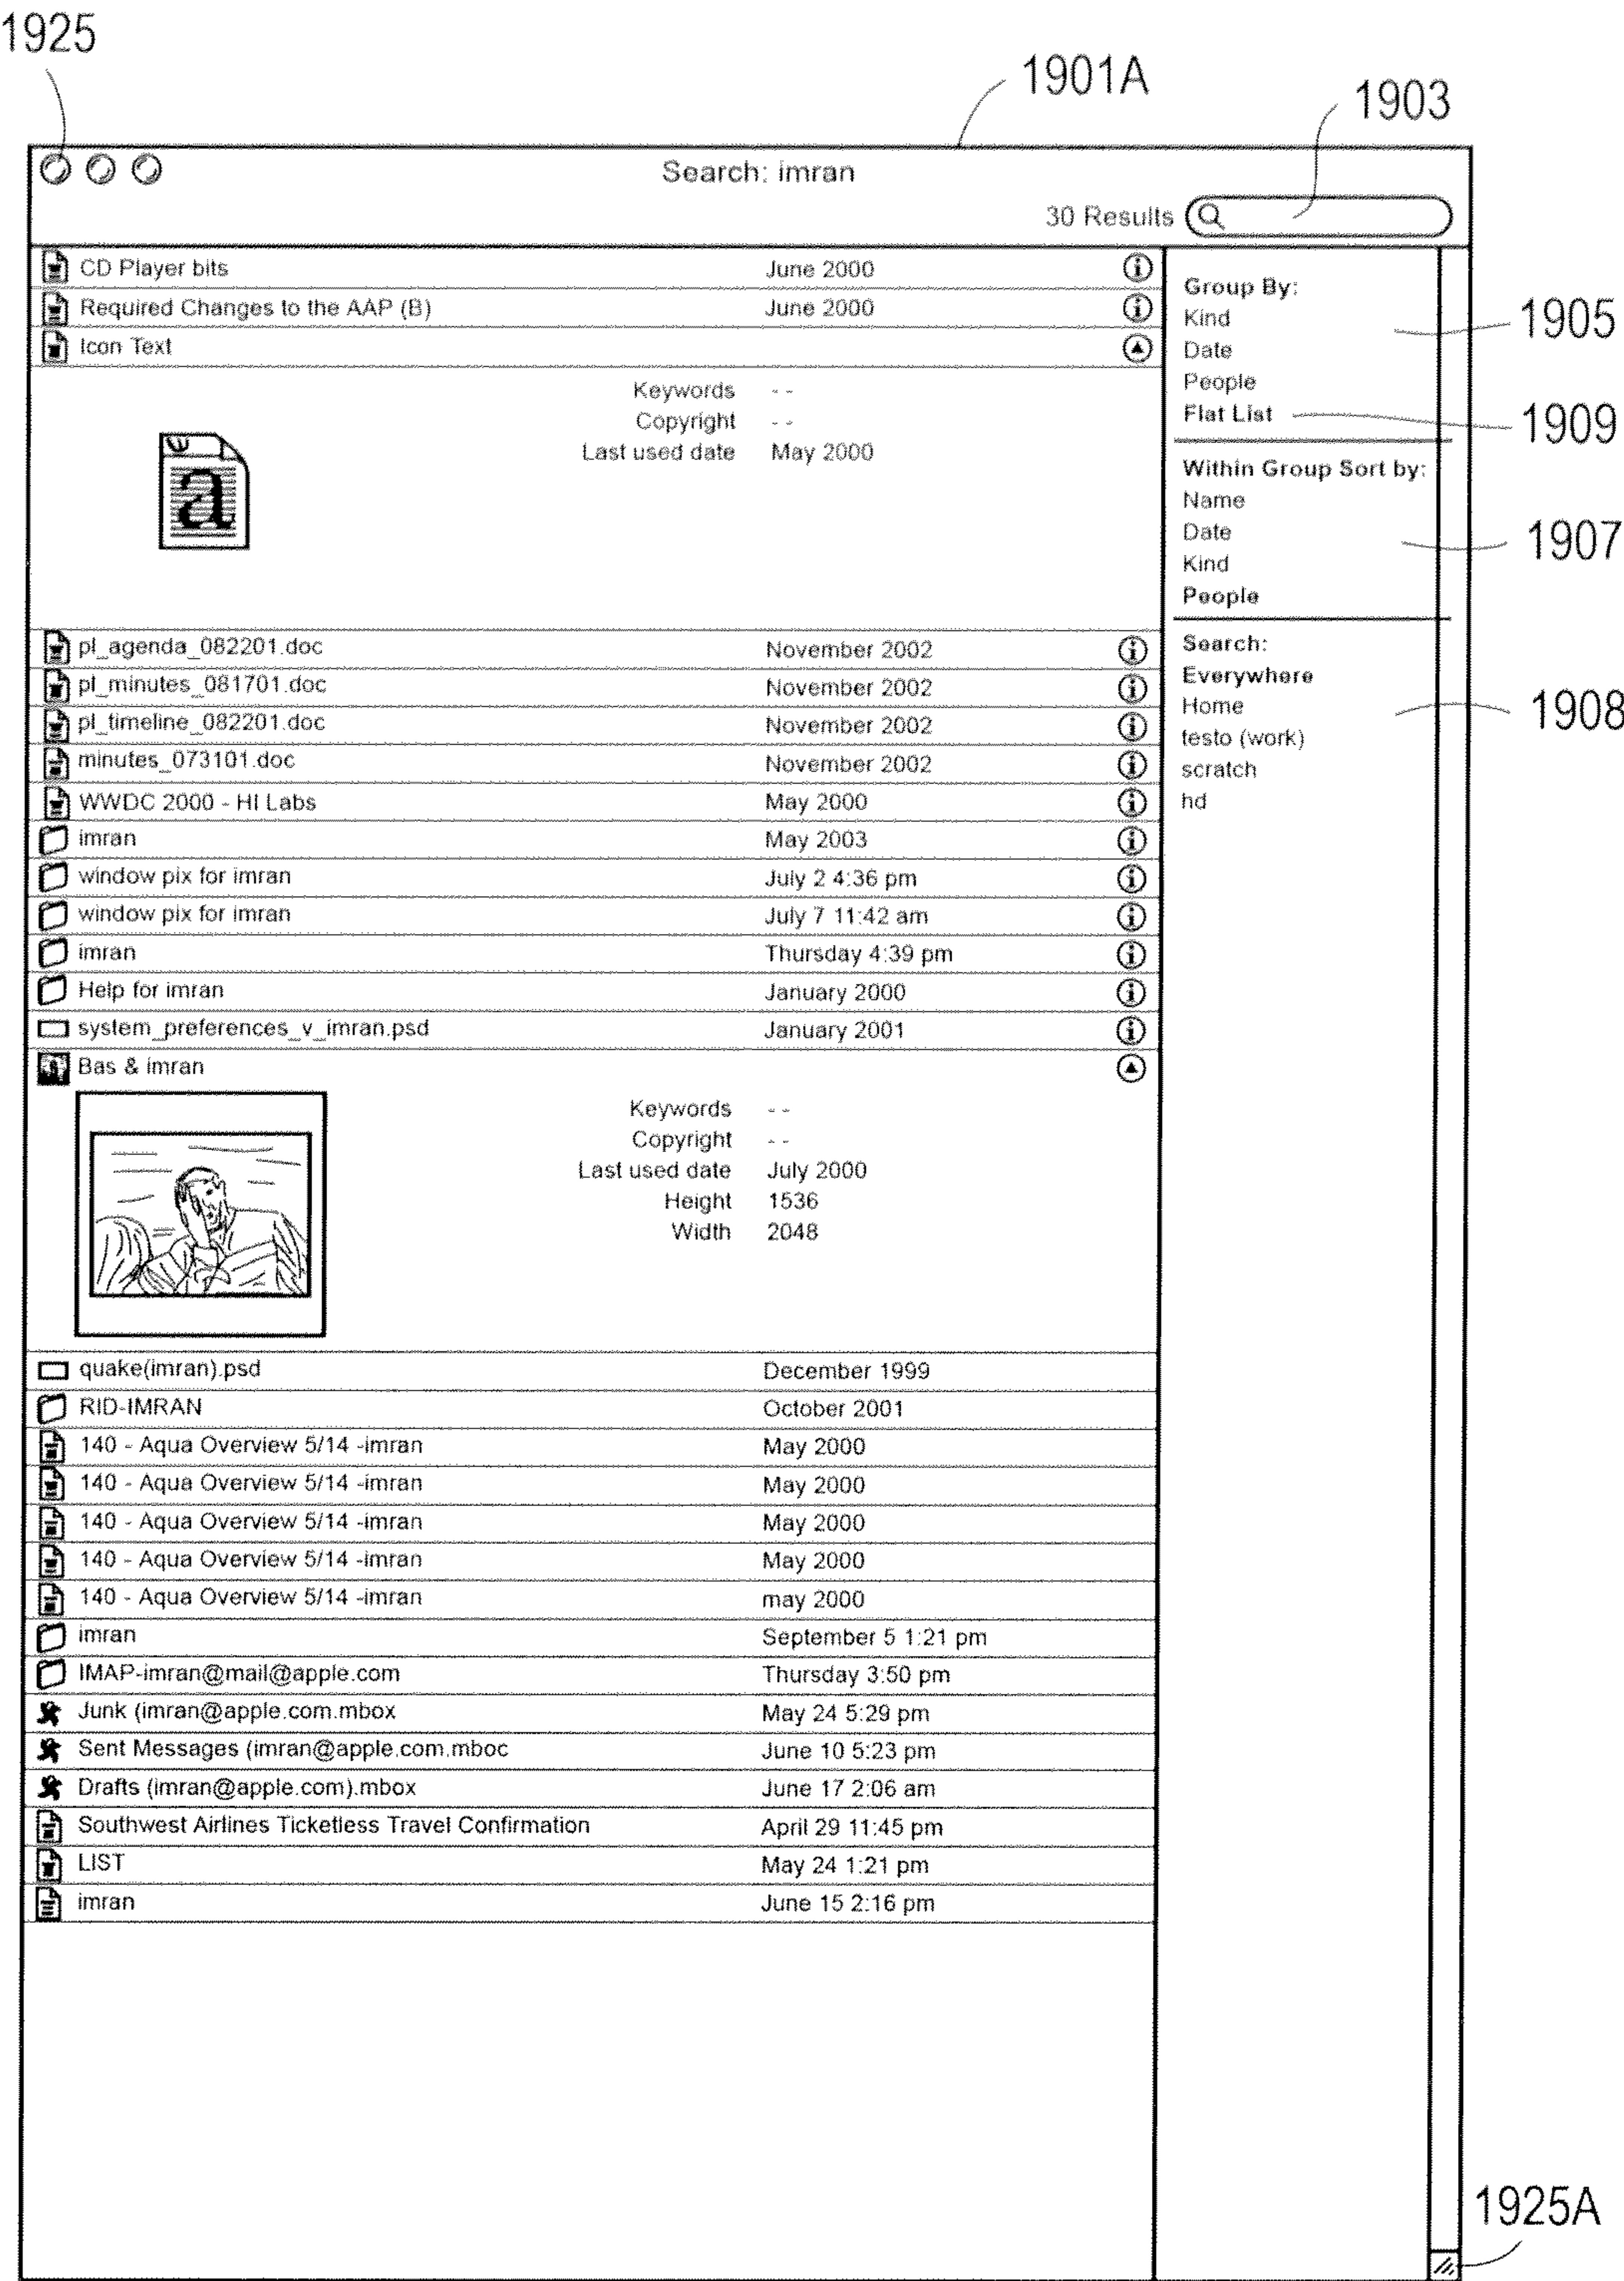 1925
1901A
1903
Search: imran
30 Results
CD Player bits June 2000
Required Changes to the AAP (B) June 2000
Icon Text
Keywords - -
Copyright - -
Last used date May 2000
a
pl_agenda_082201.doc November 2002
pl_minutes_081701.doc November 2002
pl_timeline_082201.doc November 2002
minutes_073101.doc November 2002
WWDC 2000 - HI Labs May 2000
imran May 2003
window pix for imran July 2 4:36 pm
window pix for imran July 7 11:42 am
imran Thursday 4:39 pm
Help for imran January 2000
system_preferences_v_imran.psd January 2001
Bas & imran
Keywords - -
Copyright - -
Last used date July 2000
Height 1536
Width 2048
quake(imran).psd December 1999
RID-IMRAN October 2001
140 - Aqua Overview 5/14 -imran May 2000
140 - Aqua Overview 5/14 -imran May 2000
140 - Aqua Overview 5/14 -imran May 2000
140 - Aqua Overview 5/14 -imran May 2000
140 - Aqua Overview 5/14 -imran may 2000
imran September 5 1:21 pm
IMAP-imran@mail@apple.com Thursday 3:50 pm
Junk (imran@apple.com.mbox May 24 5:29 pm
Sent Messages (imran@apple.com.mboc June 10 5:23 pm
Drafts (imran@apple.com).mbox June 17 2:06 am
Southwest Airlines Ticketless Travel Confirmation April 29 11:45 pm
LIST May 24 1:21 pm
imran June 15 2:16 pm
Group By:
Kind
Date
People
Flat List
1905
1909
Within Group Sort by:
Name
Date
Kind
People
1907
Search:
Everywhere
Home
testo (work)
scratch
hd
1908
1925A